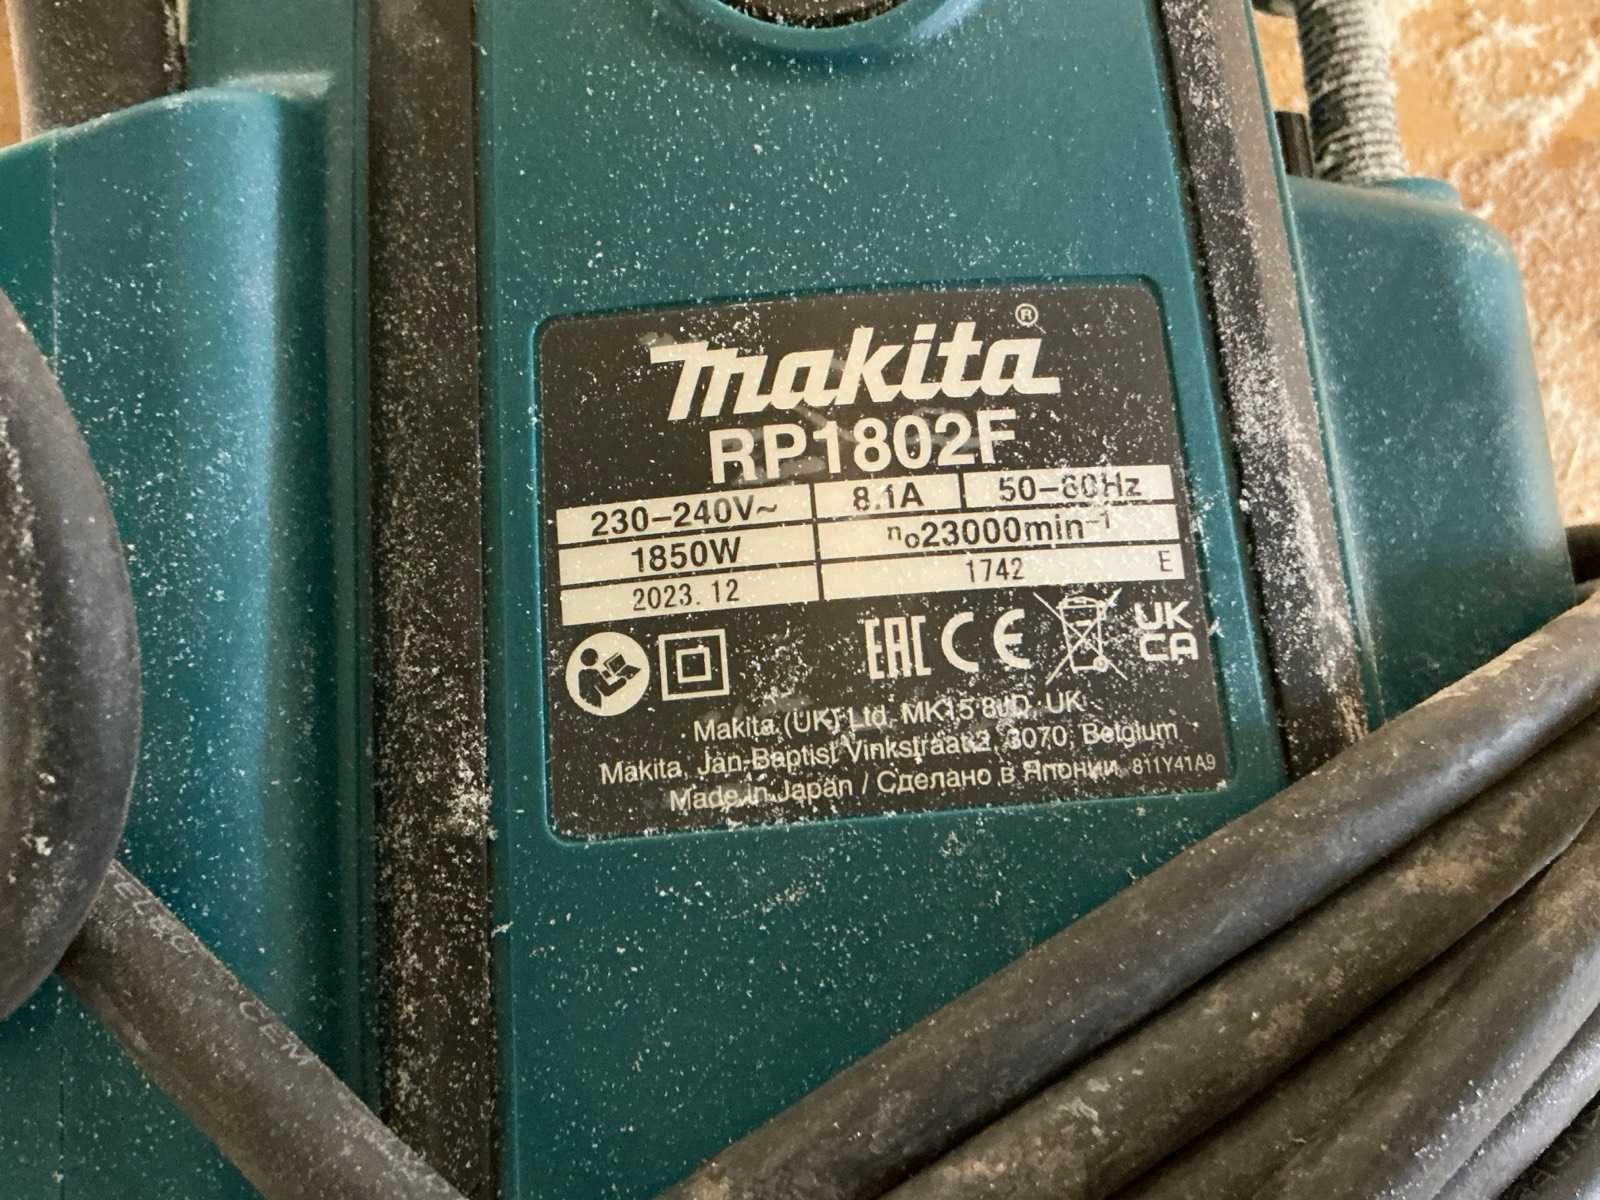 makita®
RP1802F
230-240V~ 8.1A 50-60Hz
1850W n₀23000min⁻¹
2023.12 1742 E
EAC CE UK CA
Makita (UK) Ltd, MK15 8JD, UK
Makita, Jan-Baptist Vinkstraat 2, 3070, Belgium
Made in Japan / Сделано в Японии 811Y41A9